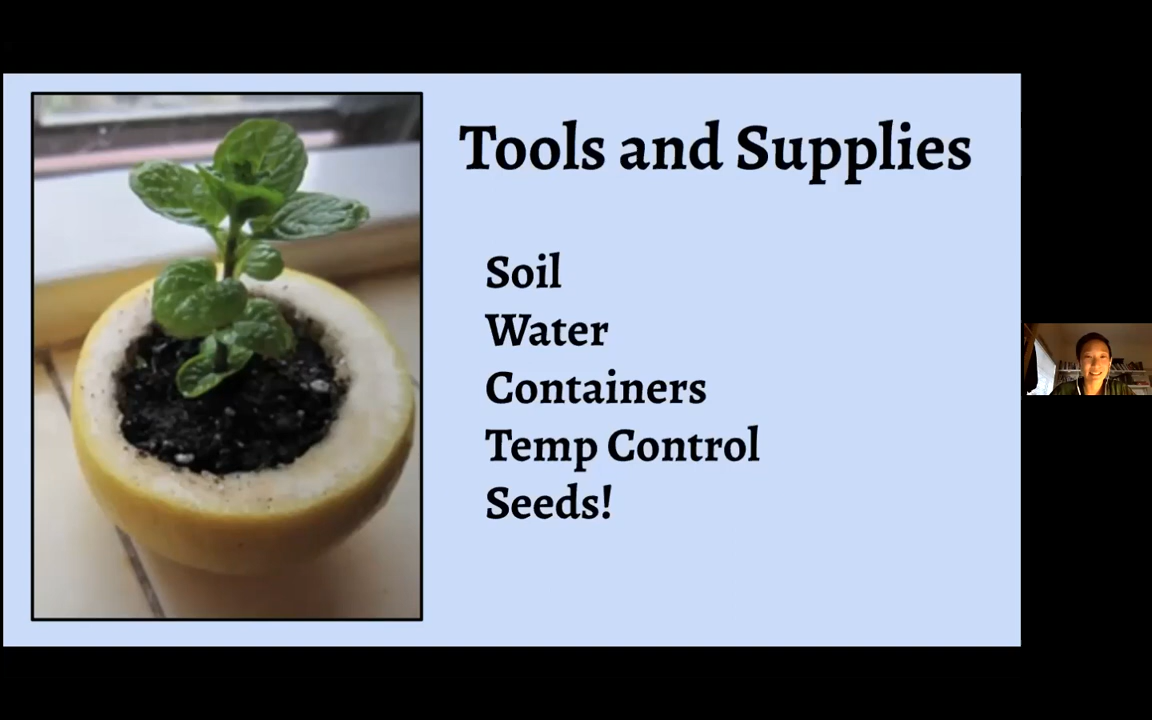 Tools and Supplies
Soil
Water
Containers
Temp Control
Seeds!